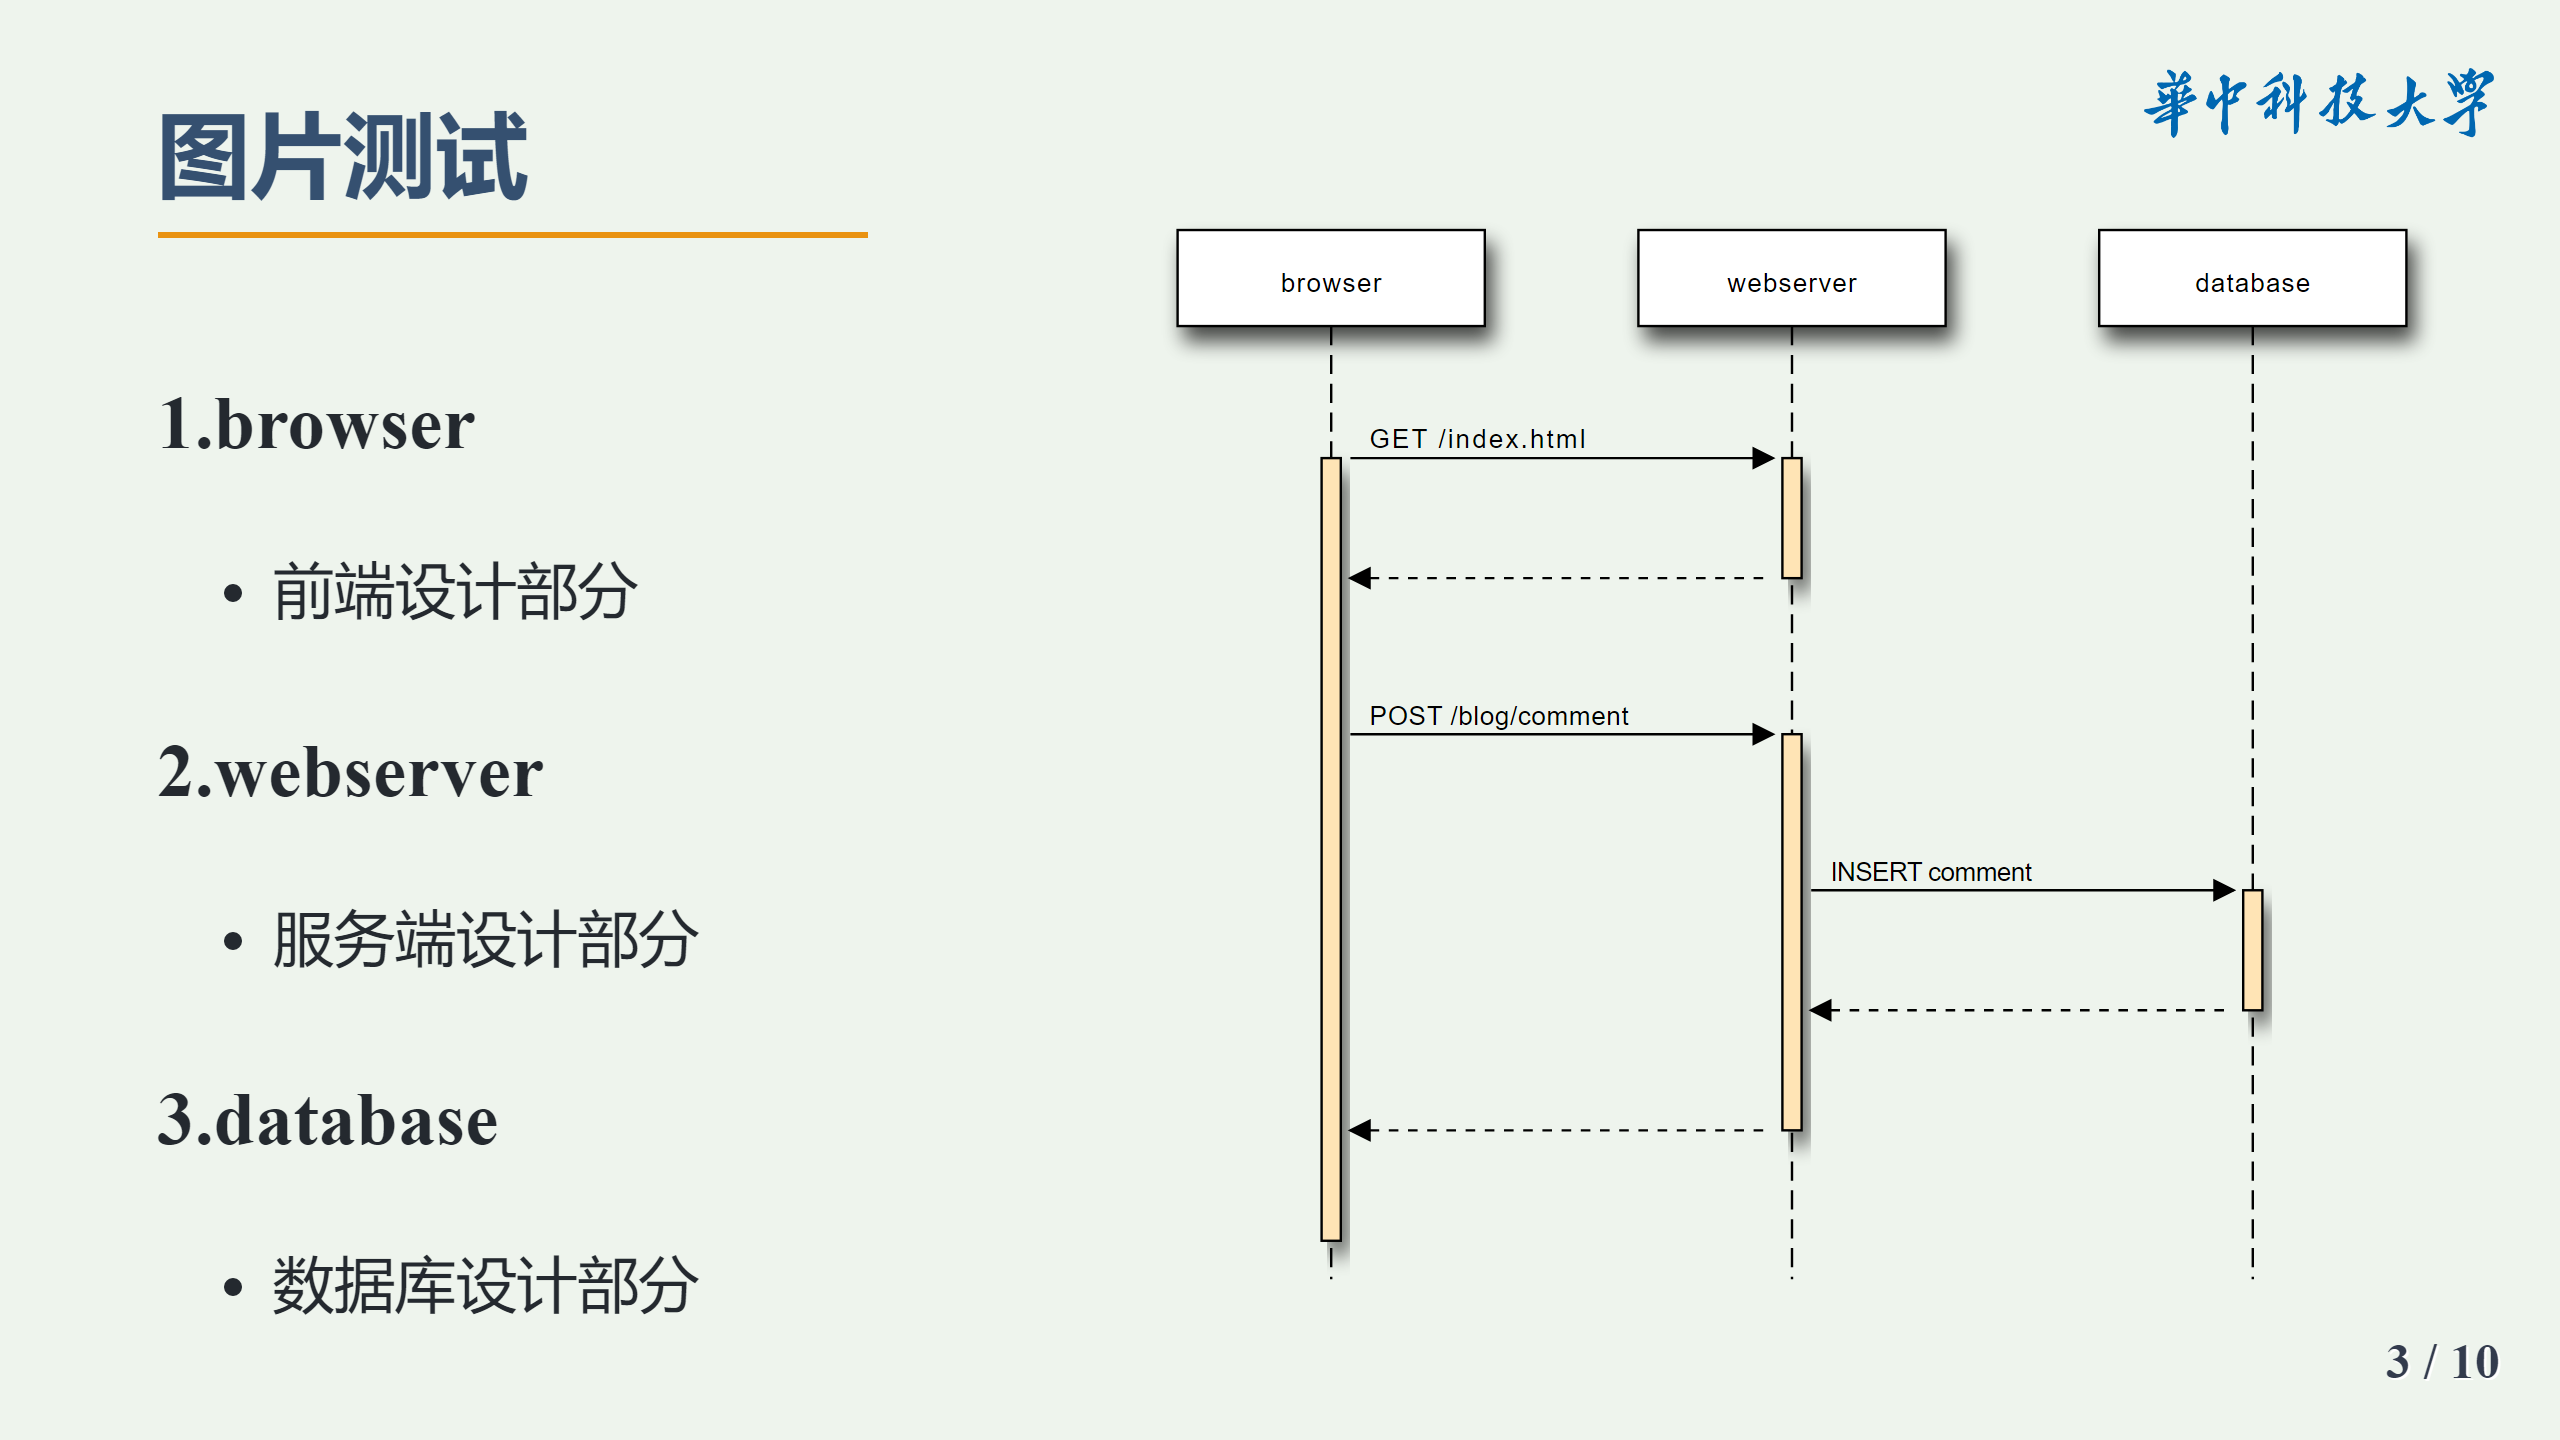 華中科技大学
图片测试
1.browser
• 前端设计部分
2.webserver
• 服务端设计部分
3.database
• 数据库设计部分
browser
webserver
database
GET /index.html
POST /blog/comment
INSERT comment
3 / 10